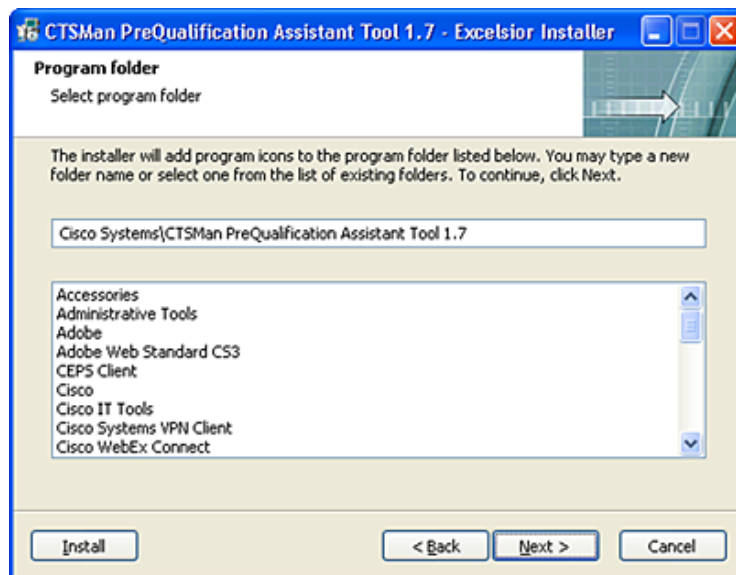 CTSMan PreQualification Assistant Tool 1.7 - Excelsior Installer
Program folder
Select program folder
The installer will add program icons to the program folder listed below. You may type a new
folder name or select one from the list of existing folders. To continue, click Next.
Cisco Systems\CTSMan PreQualification Assistant Tool 1.7
Accessories
Administrative Tools
Adobe
Adobe Web Standard CS3
CEPS Client
Cisco
Cisco IT Tools
Cisco Systems VPN Client
Cisco WebEx Connect
Install
< Back
Next >
Cancel